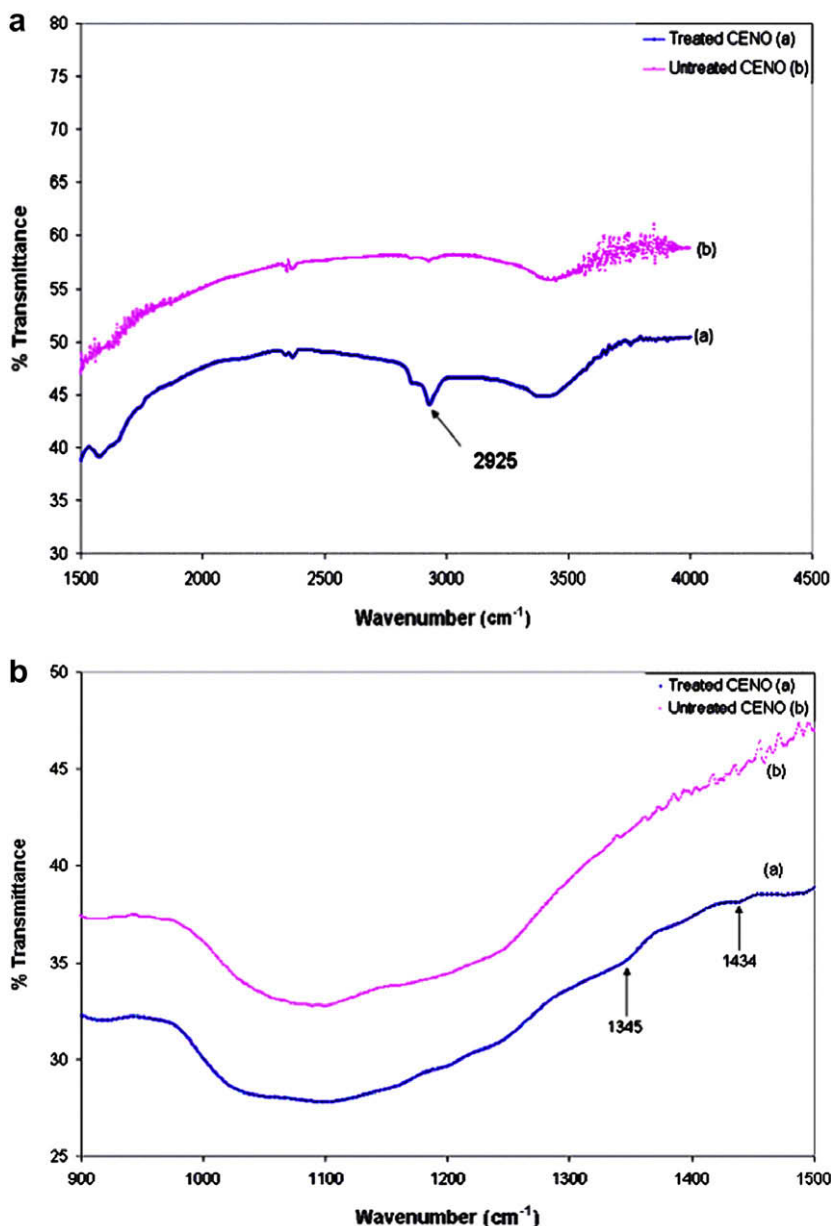 a
80
75
70
65
60
55
50
45
40
35
30
% Transmittance
Treated CENO (a)
Untreated CENO (b)
(b)
(a)
2925
1500 2000 2500 3000 3500 4000 4500
Wavenumber (cm-1)
b
50
45
40
35
30
25
% Transmittance
Treated CENO (a)
Untreated CENO (b)
(b)
(a)
1434
1345
900 1000 1100 1200 1300 1400 1500
Wavenumber (cm-1)